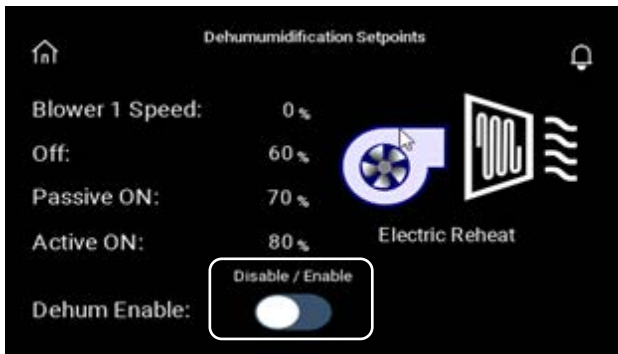 Dehumumidification Setpoints
Blower 1 Speed: 0 %
Off: 60 %
Passive ON: 70 %
Active ON: 80 %
Electric Reheat
Disable / Enable
Dehum Enable: